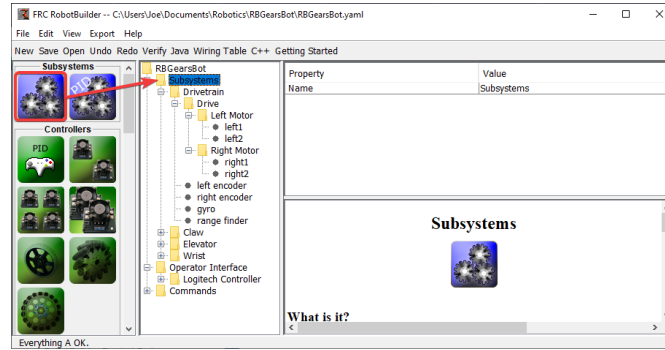 FRC RobotBuilder -- C:\Users\Joe\Documents\Robotics\RBGearsBot\RBGearsBot.yaml
File Edit View Export Help
New Save Open Undo Redo Verify Java Wiring Table C++ Getting Started
Subsystems
PID
Controllers
PID
RBGearsBot
Subsystems
Drivetrain
Drive
Left Motor
left1
left2
Right Motor
right1
right2
left encoder
right encoder
gyro
range finder
Claw
Elevator
Wrist
Operator Interface
Logitech Controller
Commands
Property Value
Name Subsystems
Subsystems
What is it?
Everything A OK.